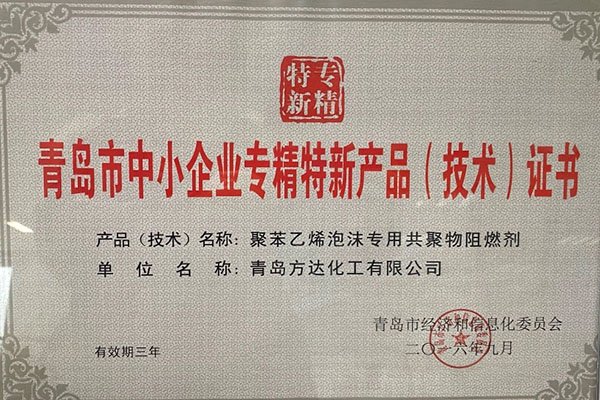 专精
特新
青岛市中小企业专精特新产品（技术）证书
产品（技术）名称：聚苯乙烯泡沫专用共聚物阻燃剂
单位名称：青岛方达化工有限公司
青岛市经济和信息化委员会
有效期三年
二〇一六年九月